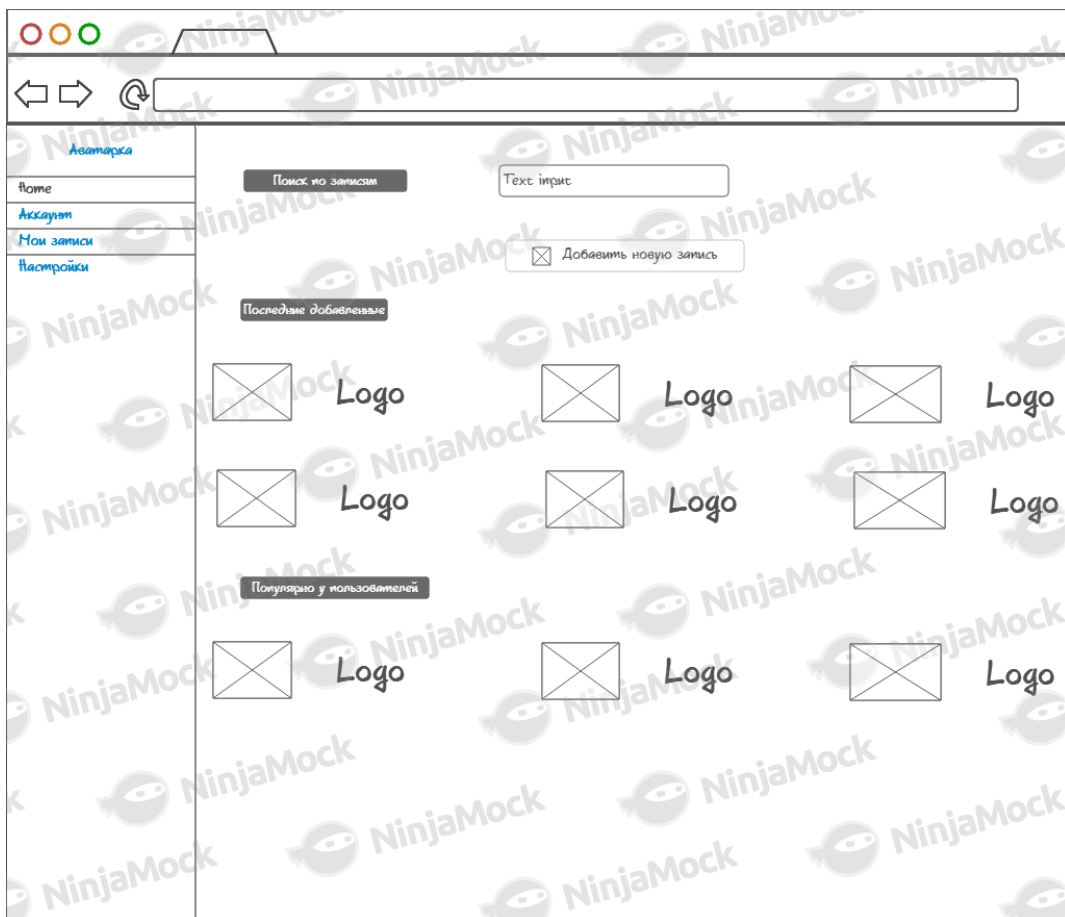 Аватарка
Home
Аккаунт
Мои записи
Настройки
Поиск по записям
Text input
Добавить новую запись
Последние добавленные
Logo
Logo
Logo
Logo
Logo
Logo
Популярно у пользователей
Logo
Logo
Logo
NinjaMock